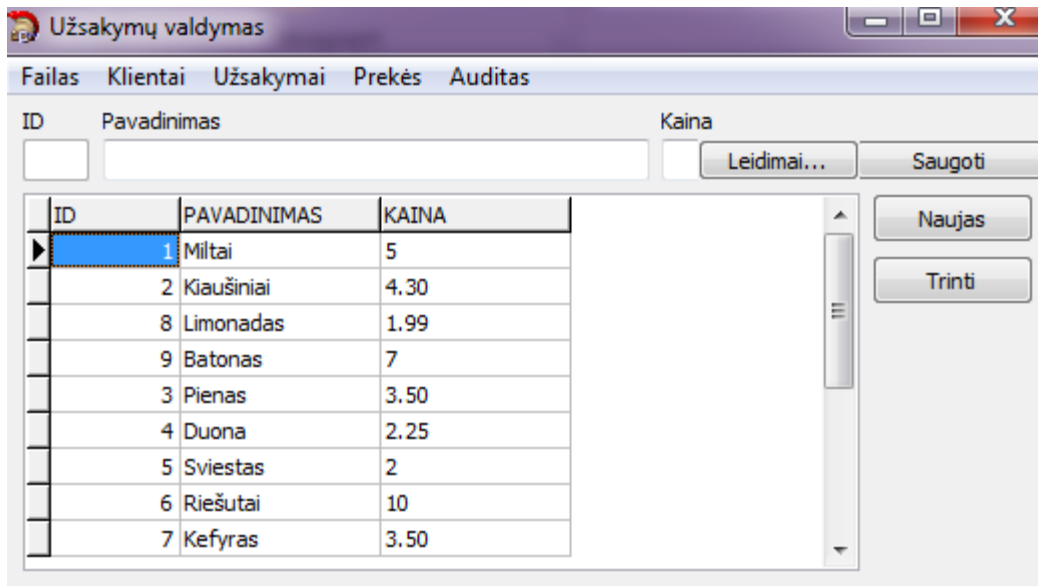 Užsakymų valdymas
Failas Klientai Užsakymai Prekės Auditas
ID Pavadinimas Kaina
Leidimai... Saugoti
ID PAVADINIMAS KAINA
Naujas
1 Miltai 5
2 Kiaušiniai 4.30
Trinti
8 Limonadas 1.99
9 Batonas 7
3 Pienas 3.50
4 Duona 2.25
5 Sviestas 2
6 Riešutai 10
7 Kefyras 3.50